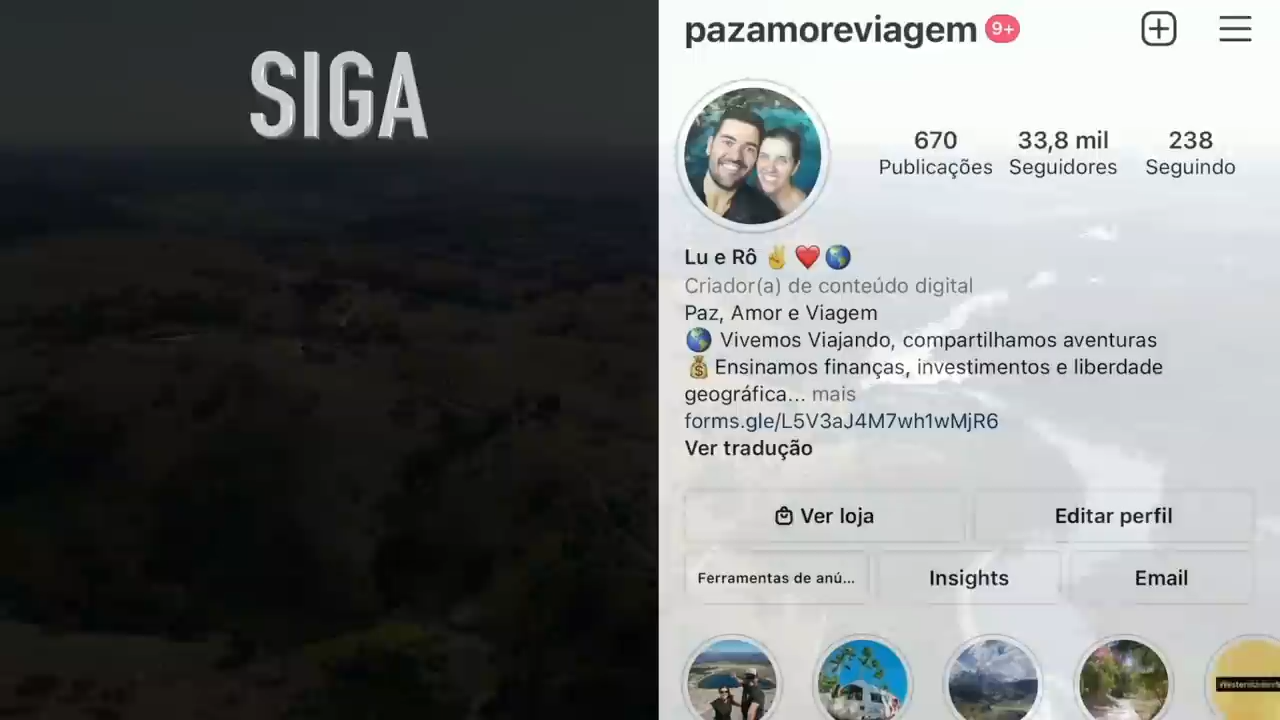 SIGA
pazamoreviagem 9+
670 33,8 mil 238
Publicações Seguidores Seguindo
Lu e Rô ✌️❤️🌎
Criador(a) de conteúdo digital
Paz, Amor e Viagem
🌎 Vivemos Viajando, compartilhamos aventuras
💰Ensinamos finanças, investimentos e liberdade
geográfica... mais
forms.gle/L5V3aJ4M7wh1wMjR6
Ver tradução
Ver loja Editar perfil
Ferramentas de anú... Insights Email